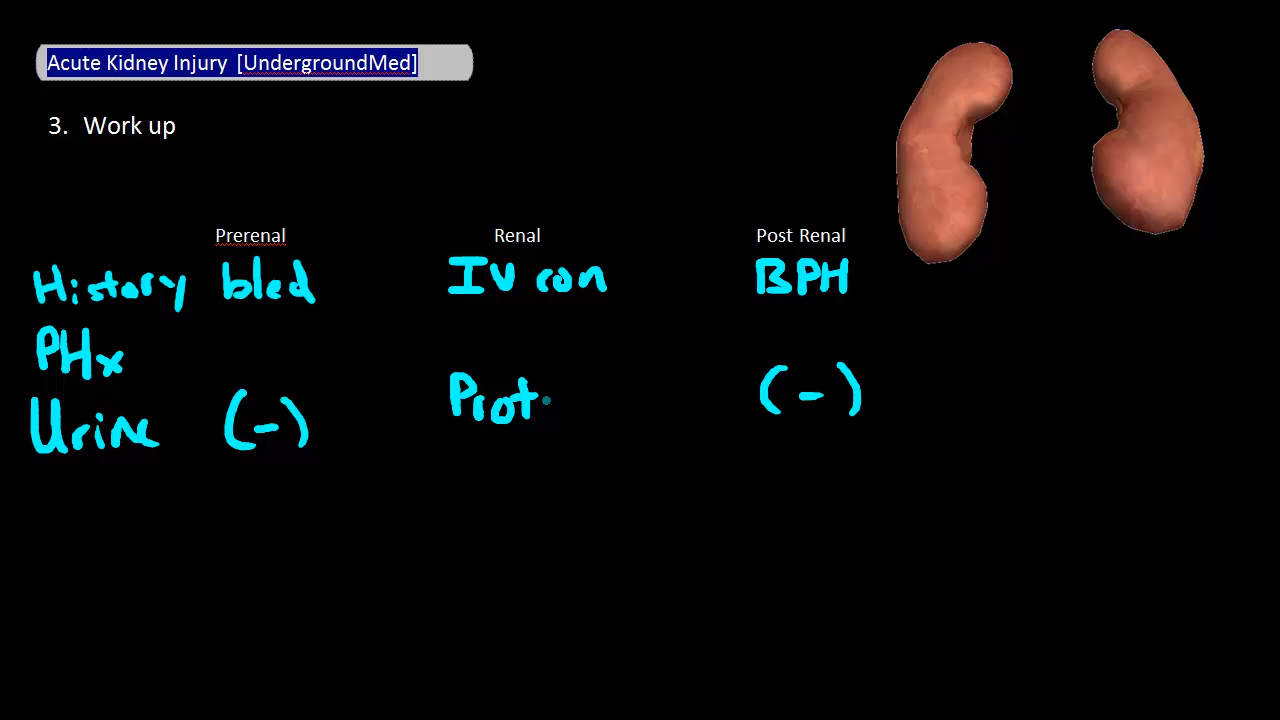 Acute Kidney Injury [UndergroundMed]
3. Work up
Prerenal Renal Post Renal
History bled IV con BPH
PHx
Urine (-) Prot (-)